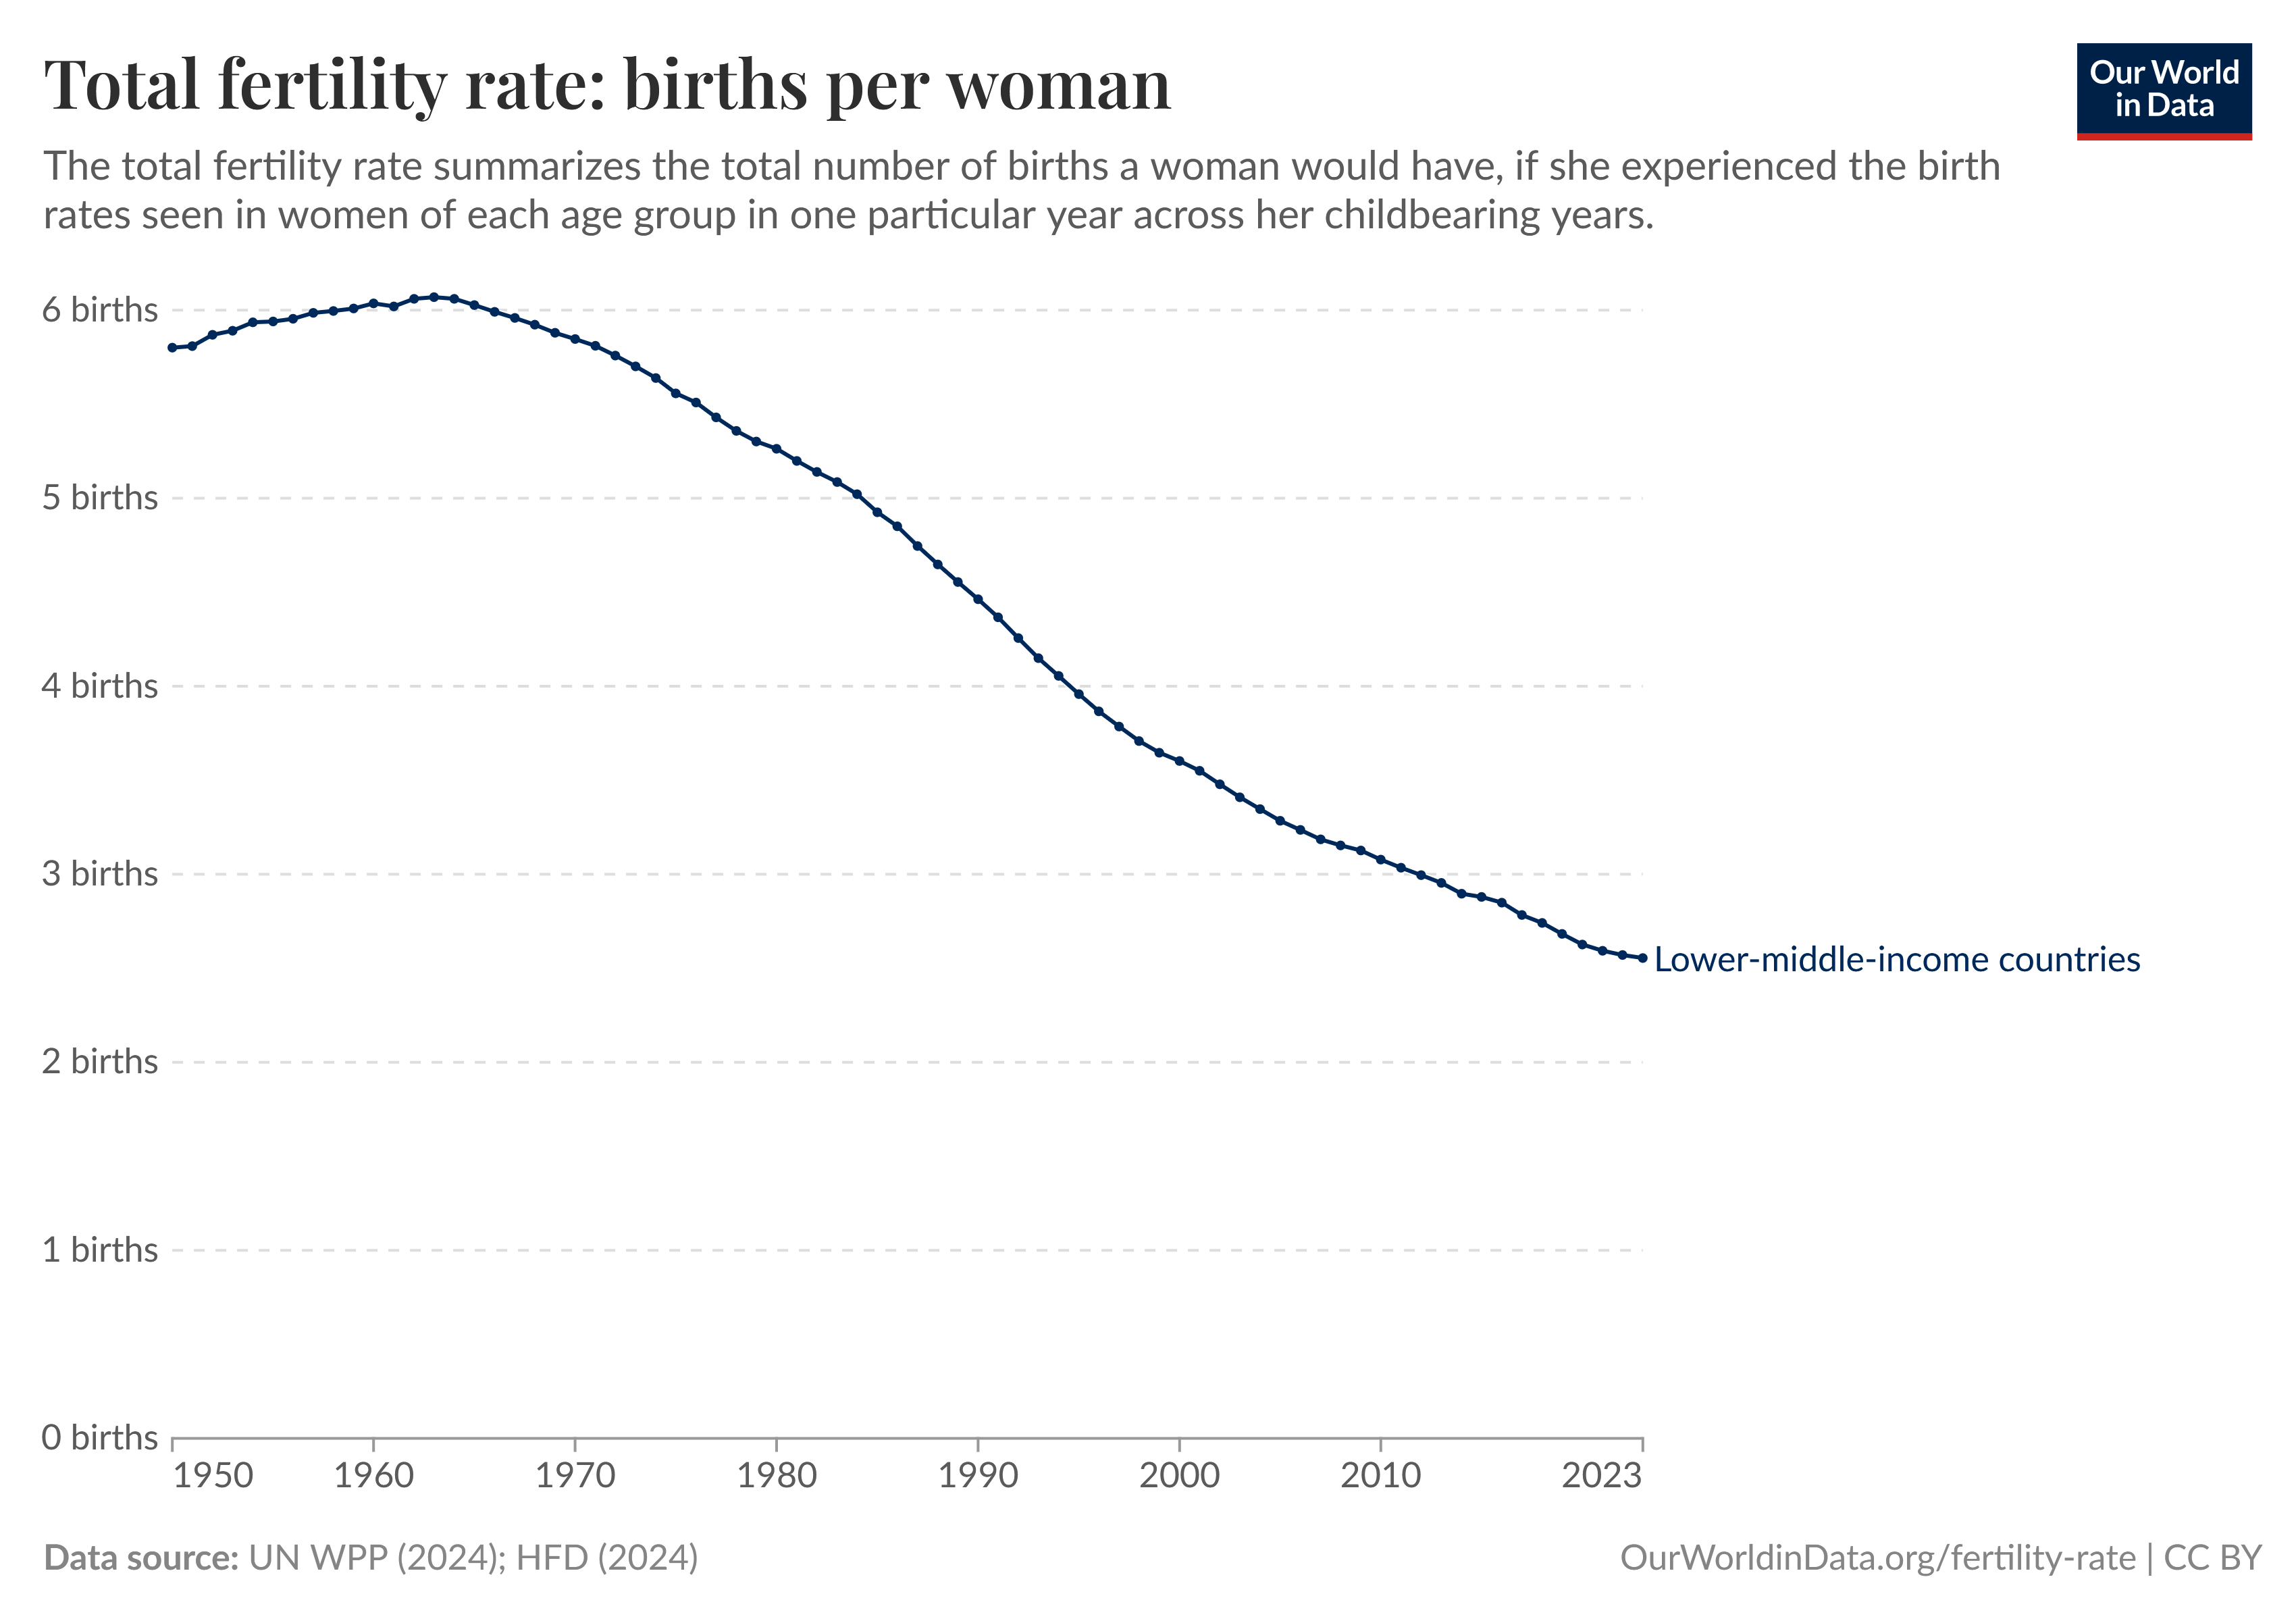 Total fertility rate: births per woman
Our World
in Data
The total fertility rate summarizes the total number of births a woman would have, if she experienced the birth
rates seen in women of each age group in one particular year across her childbearing years.
6 births
5 births
4 births
3 births
Lower-middle-income countries
2 births
1 births
0 births
1950 1960 1970 1980 1990 2000 2010 2023
Data source: UN WPP (2024); HFD (2024)
OurWorldinData.org/fertility-rate | CC BY